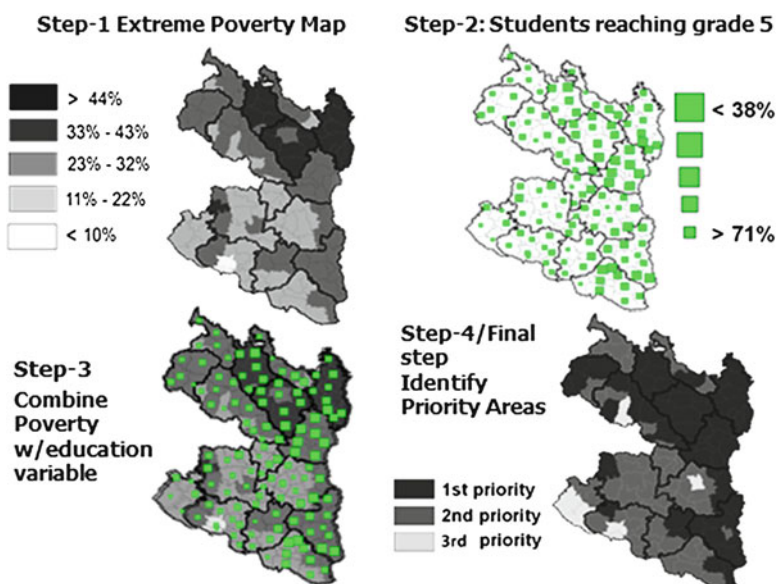 Step-1 Extreme Poverty Map
> 44%
33% - 43%
23% - 32%
11% - 22%
< 10%
Step-2: Students reaching grade 5
< 38%
> 71%
Step-3
Combine
Poverty
w/education
variable
Step-4/Final
step
Identify
Priority Areas
1st priority
2nd priority
3rd priority